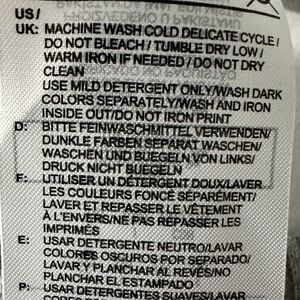 US/
UK: MACHINE WASH COLD DELICATE CYCLE/
DO NOT BLEACH / TUMBLE DRY LOW /
WARM IRON IF NEEDED / DO NOT DRY
CLEAN
USE MILD DETERGENT ONLY/WASH DARK
COLORS SEPARATELY/WASH AND IRON
INSIDE OUT/DO NOT IRON PRINT
D: BITTE FEINWASCHMITTEL VERWENDEN/
DUNKLE FARBEN SEPARAT WASCHEN/
WASCHEN UND BUEGELN VON LINKS/
DRUCK NICHT BUEGELN
F: UTILISER UN DÉTERGENT DOUX/LAVER
LES COULEURS FONCÉ SÉPARÉMENT/
LAVER ET REPASSER LE VÊTEMENT
À L'ENVERS/NE PAS REPASSER LES
IMPRIMÉS
E: USAR DETERGENTE NEUTRO/LAVAR
COLORES OSCUROS POR SEPARADO/
LAVAR Y PLANCHAR AL REVÉS/NO
PLANCHAR EL ESTAMPADO
P: USAR DETERGENTES SUAVES/LAVAR